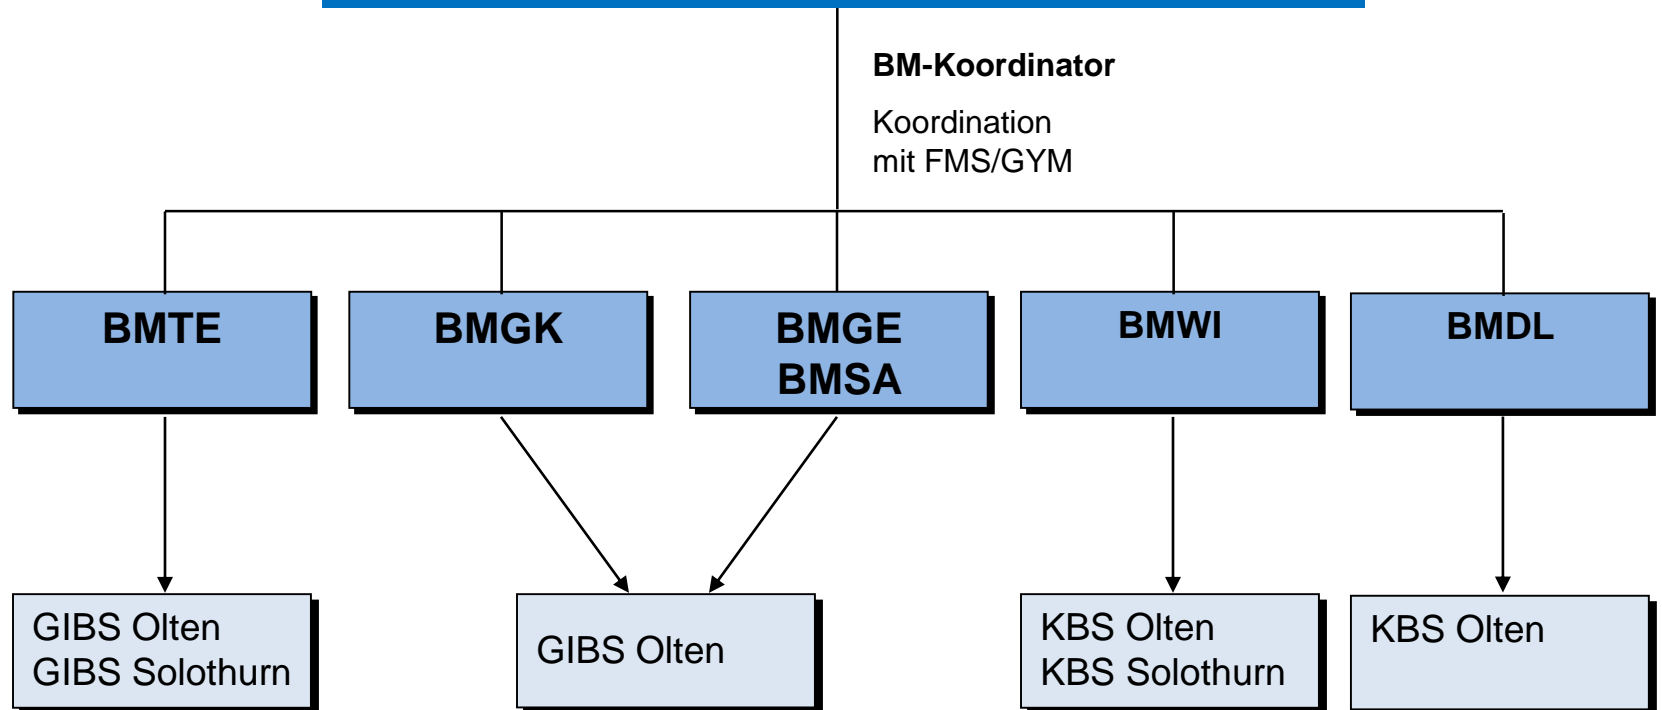 BM-Koordinator
Koordination
mit FMS/GYM
BMTE
BMGK
BMGE
BMSA
BMWI
BMDL
GIBS Olten
GIBS Solothurn
GIBS Olten
KBS Olten
KBS Solothurn
KBS Olten